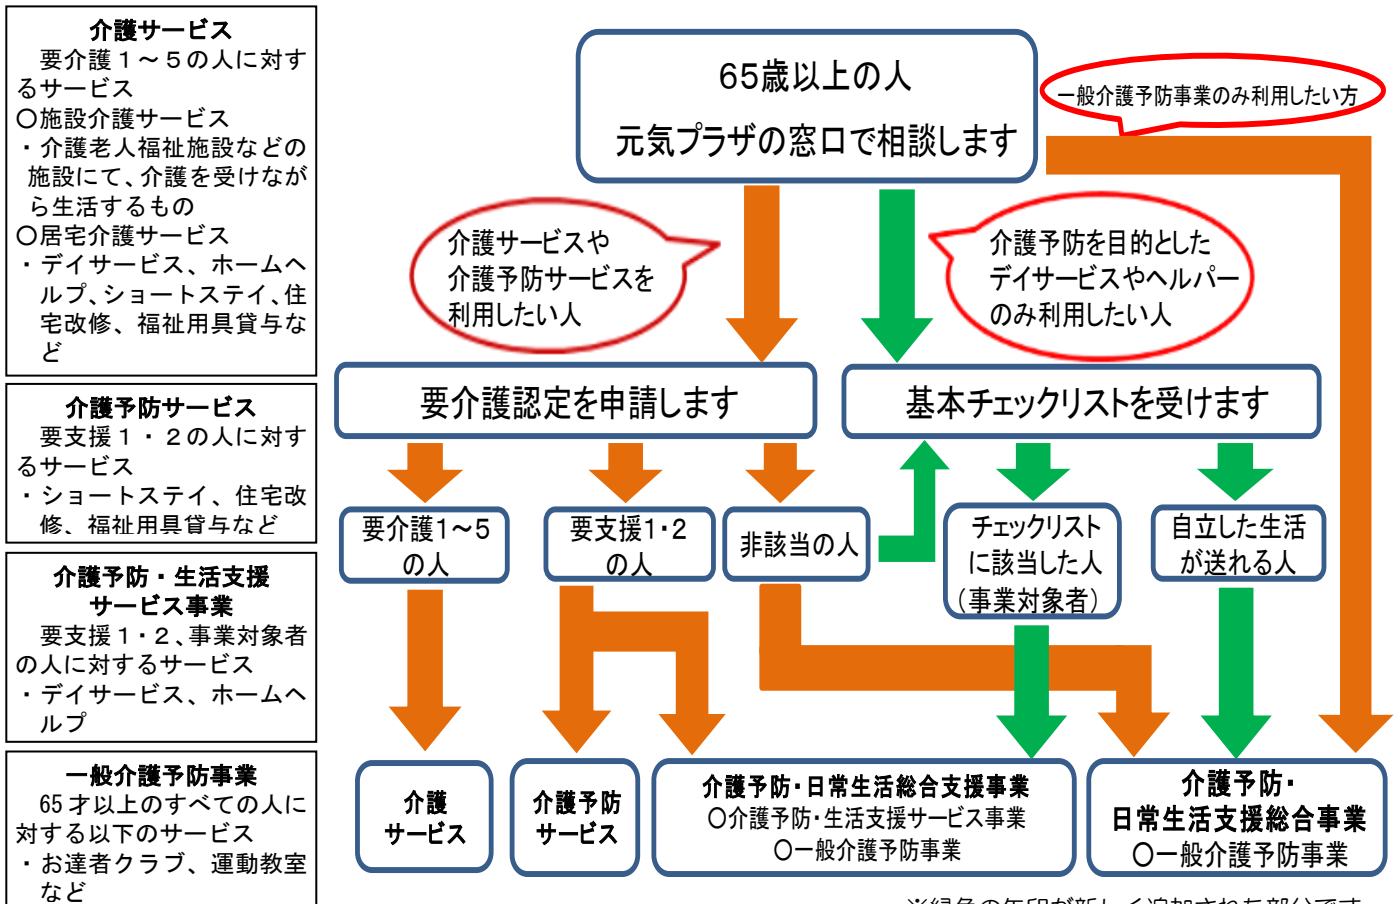 介護サービス
要介護１～５の人に対す
るサービス
〇施設介護サービス
・介護老人福祉施設などの
施設にて、介護を受けなが
ら生活するもの
〇居宅介護サービス
・デイサービス、ホームヘ
ルプ、ショートステイ、住
宅改修、福祉用具貸与な
ど
介護予防サービス
要支援１・２の人に対す
るサービス
・ショートステイ、住宅改
修、福祉用具貸与など
介護予防・生活支援
サービス事業
要支援１・２、事業対象者
の人に対するサービス
・デイサービス、ホームヘ
ルプ
一般介護予防事業
65才以上のすべての人に
対する以下のサービス
・お達者クラブ、運動教室
など
65歳以上の人
元気プラザの窓口で相談します
一般介護予防事業のみ利用したい方
介護サービスや
介護予防サービスを
利用したい人
介護予防を目的とした
デイサービスやヘルパー
のみ利用したい人
要介護認定を申請します
基本チェックリストを受けます
要介護1～5
の人
要支援1・2
の人
非該当の人
チェックリスト
に該当した人
（事業対象者）
自立した生活
が送れる人
介護
サービス
介護予防
サービス
介護予防・日常生活総合支援事業
〇介護予防・生活支援サービス事業
〇一般介護予防事業
介護予防・
日常生活支援総合事業
〇一般介護予防事業
※緑色の矢印が新しく追加された部分です